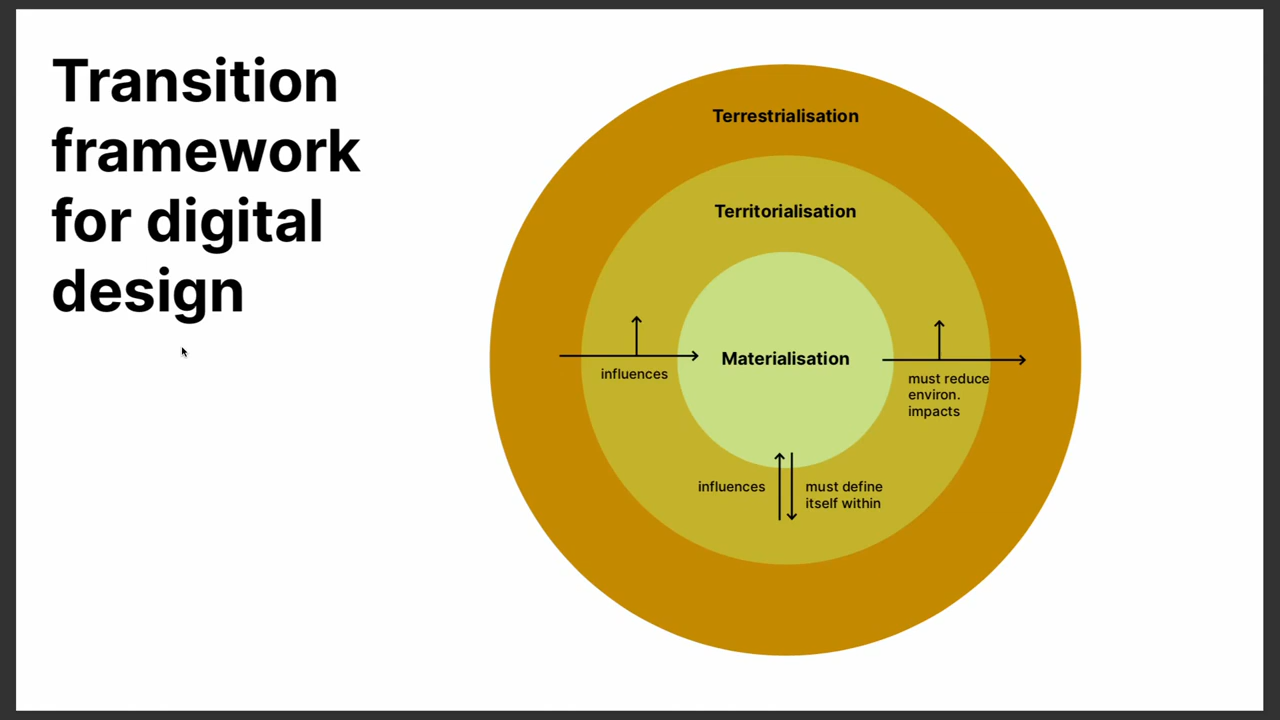 Transition
framework
for digital
design
Terrestrialisation
Territorialisation
Materialisation
influences
must reduce
environ.
impacts
influences
must define
itself within